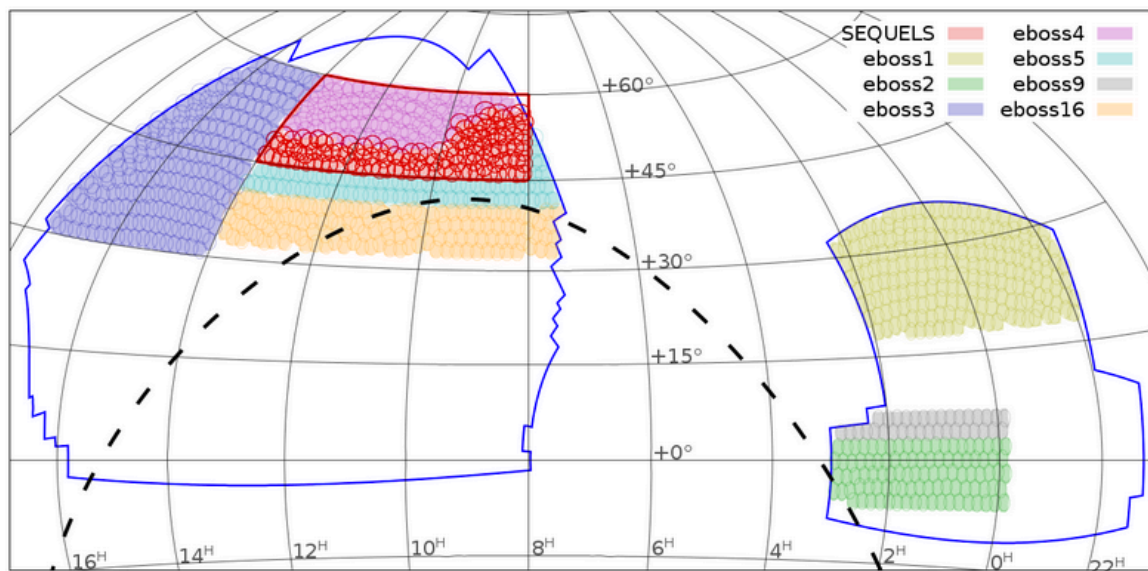 SEQUELS eboss4
eboss1 eboss5
eboss2 eboss9
eboss3 eboss16
+60°
+45°
+30°
+15°
+0°
16ᴴ 14ᴴ 12ᴴ 10ᴴ 8ᴴ 6ᴴ 4ᴴ 2ᴴ 0ᴴ 22ᴴ